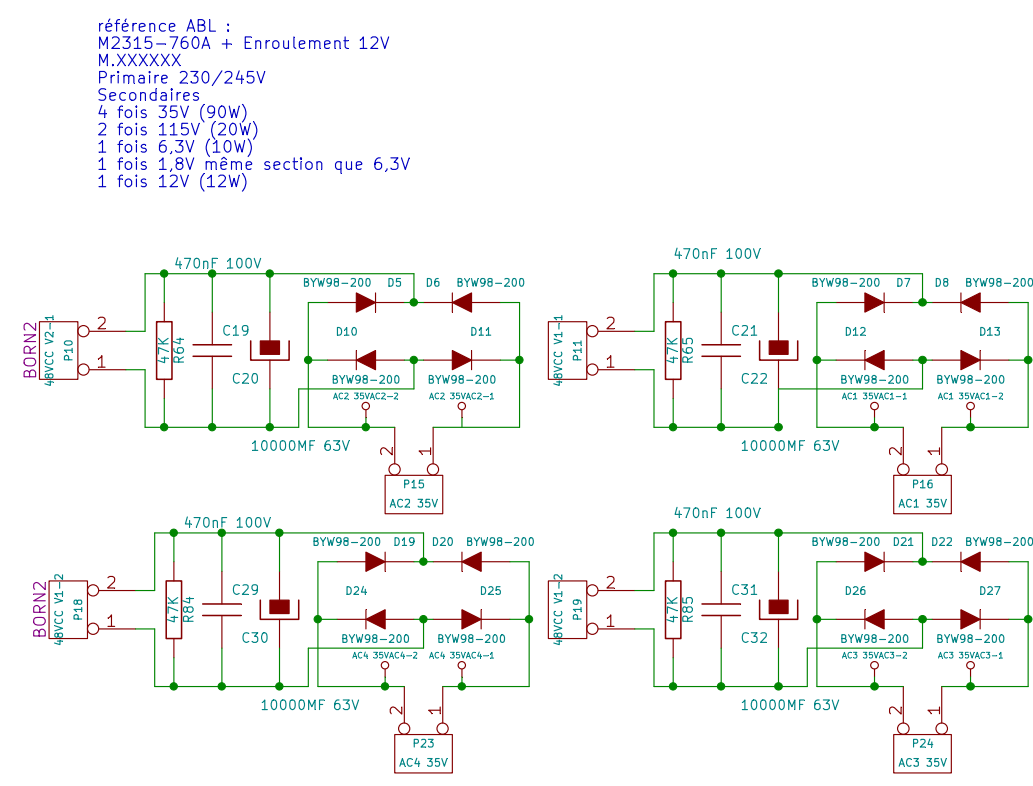 référence ABL :
M2315-760A + Enroulement 12V
M.XXXXXX
Primaire 230/245V
Secondaires
4 fois 35V (90W)
2 fois 115V (20W)
1 fois 6,3V (10W)
1 fois 1,8V même section que 6,3V
1 fois 12V (12W)
470nF 100V
BYW98-200 D5 D6 BYW98-200
BORN2
48VCC V2-1
P10
2
1
47K
R64
C19
C20
D10 D11
BYW98-200 BYW98-200
AC2 35VAC2-2 AC2 35VAC2-1
10000MF 63V
2 1
P15
AC2 35V
470nF 100V
BYW98-200 D7 D8 BYW98-200
48VCC V1-1
P11
2
1
47K
R65
C21
C22
D12 D13
BYW98-200 BYW98-200
AC1 35VAC1-1 AC1 35VAC1-2
10000MF 63V
2 1
P16
AC1 35V
470nF 100V
BYW98-200 D19 D20 BYW98-200
BORN2
48VCC V1-2
P18
2
1
47K
R84
C29
C30
D24 D25
BYW98-200 BYW98-200
AC4 35VAC4-2 AC4 35VAC4-1
10000MF 63V
2 1
P23
AC4 35V
470nF 100V
BYW98-200 D21 D22 BYW98-200
48VCC V1-2
P19
2
1
47K
R85
C31
C32
D26 D27
BYW98-200 BYW98-200
AC3 35VAC3-2 AC3 35VAC3-1
10000MF 63V
2 1
P24
AC3 35V